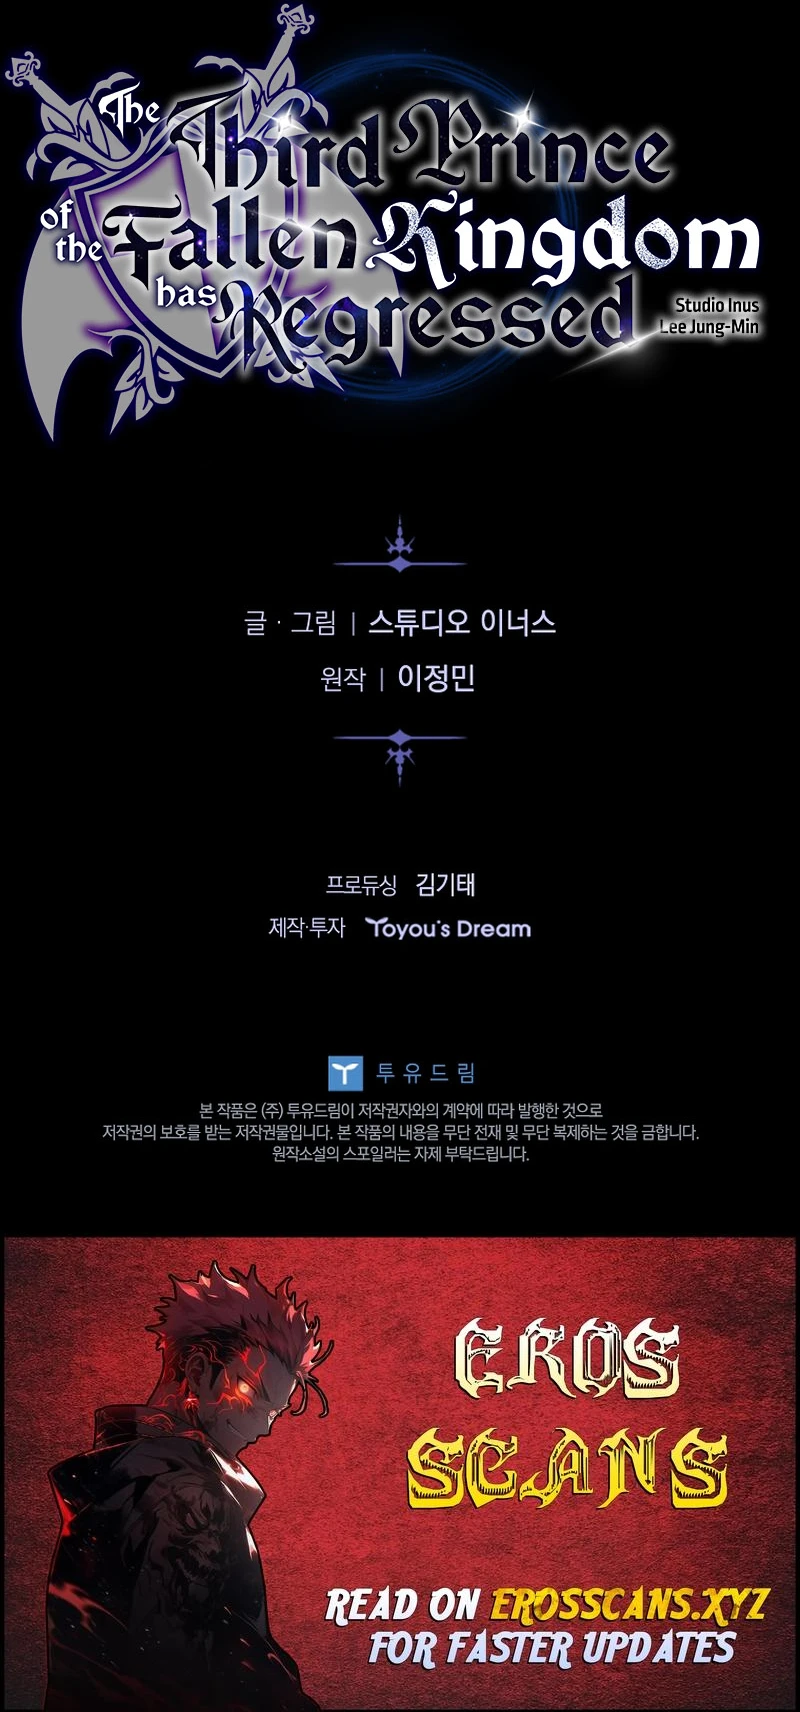 The Third Prince
of the Fallen Kingdom
has Regressed
Studio Inus
Lee Jung-Min
글 · 그림 | 스튜디오 이너스
원작 | 이정민
프로듀싱 김기태
제작·투자 Toyou's Dream
투유드림
본 작품은 (주) 투유드림이 저작권자와의 계약에 따라 발행한 것으로
저작권의 보호를 받는 저작권물입니다. 본 작품의 내용을 무단 전재 및 무단 복제하는 것을 금합니다.
원작소설의 스포일러는 자제 부탁드립니다.
EROS
SCANS
READ ON EROSSCANS.XYZ
FOR FASTER UPDATES